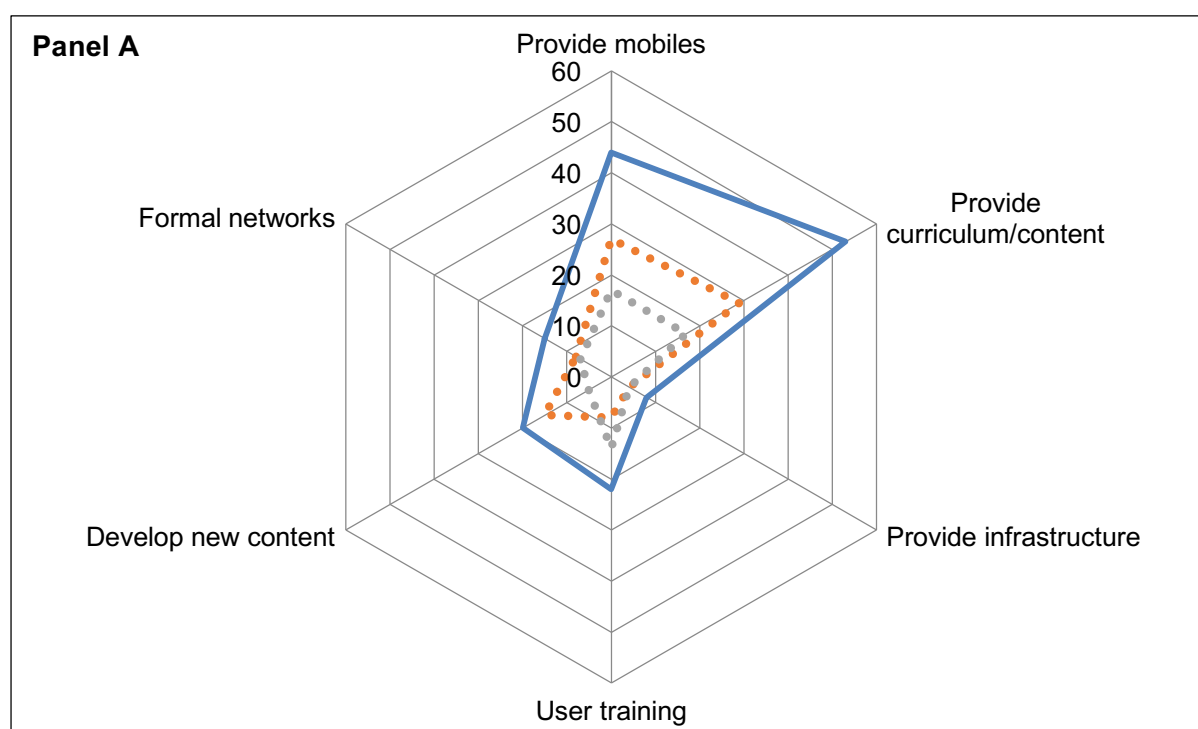 Panel A
Provide mobiles
60
50
40
30
20
10
0
Formal networks
Provide
curriculum/content
Develop new content
Provide infrastructure
User training